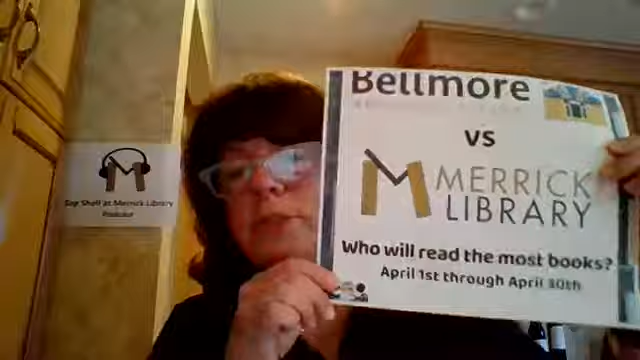 Top Shelf at Merrick Library
Podcast
Bellmore
vs
MERRICK
LIBRARY
Who will read the most books?
April 1st through April 30th